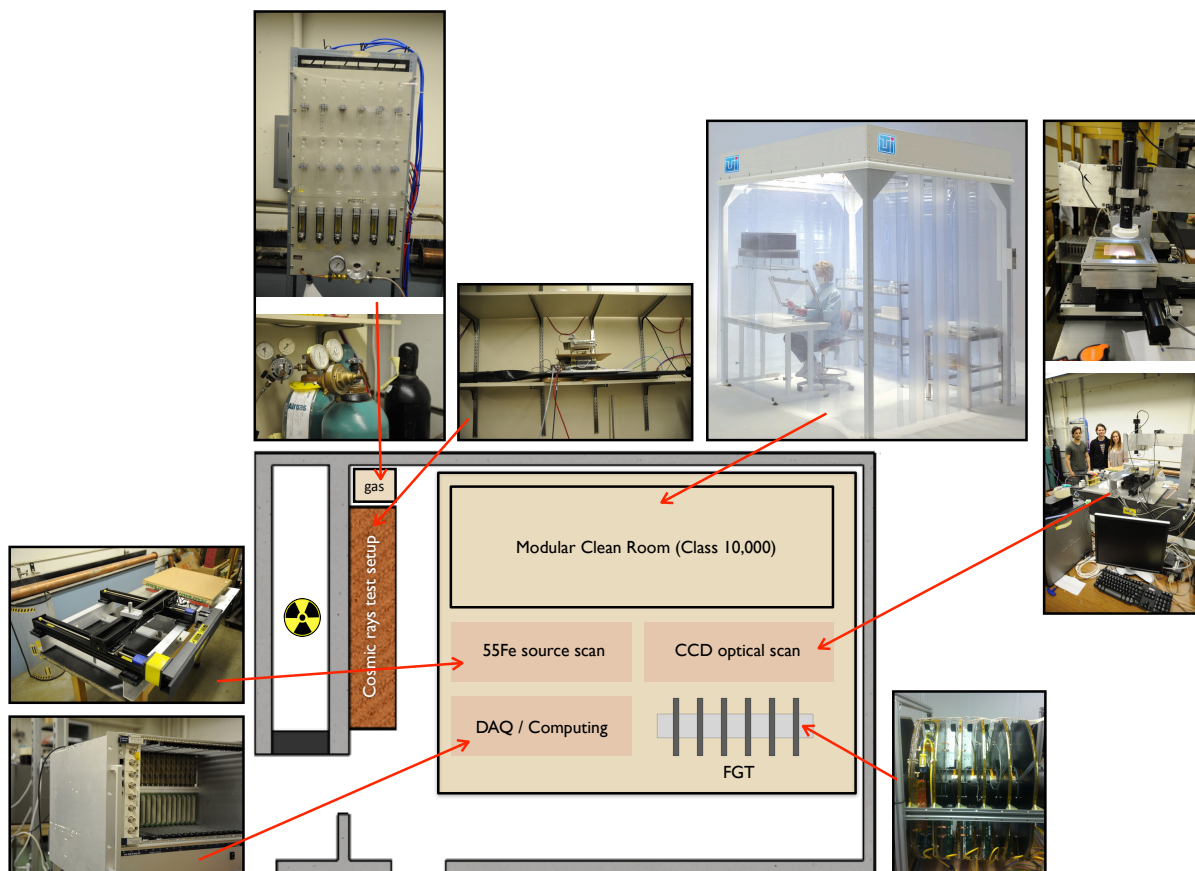 Airgas
gas
Cosmic rays test setup
Modular Clean Room (Class 10,000)
55Fe source scan
CCD optical scan
DAQ / Computing
FGT